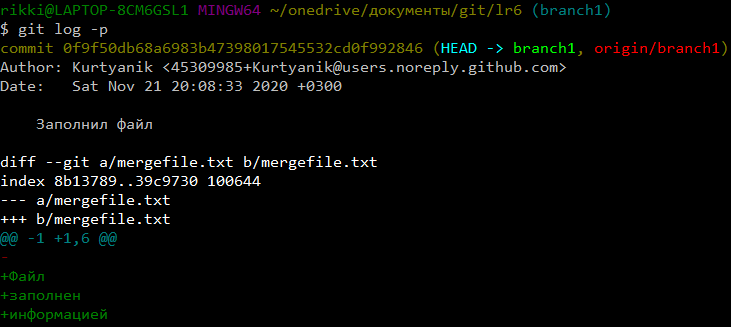 rikki@LAPTOP-8CM6GSL1 MINGW64 ~/onedrive/документы/git/lr6 (branch1)
$ git log -p
commit 0f9f50db68a6983b47398017545532cd0f992846 (HEAD -> branch1, origin/branch1)
Author: Kurtyanik <45309985+Kurtyanik@users.noreply.github.com>
Date:   Sat Nov 21 20:08:33 2020 +0300
    Заполнил файл
diff --git a/mergefile.txt b/mergefile.txt
index 8b13789..39c9730 100644
--- a/mergefile.txt
+++ b/mergefile.txt
@@ -1 +1,6 @@
-
+Файл
+заполнен
+информацией